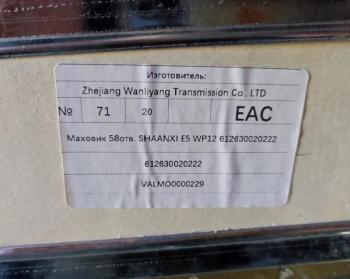 Изготовитель:
Zhejiang Wanliyang Transmission Co., LTD
№ 71 20 EAC
Маховик 58отв. SHAANXI E5 WP12 612630020222
612630020222
VALMO0000229